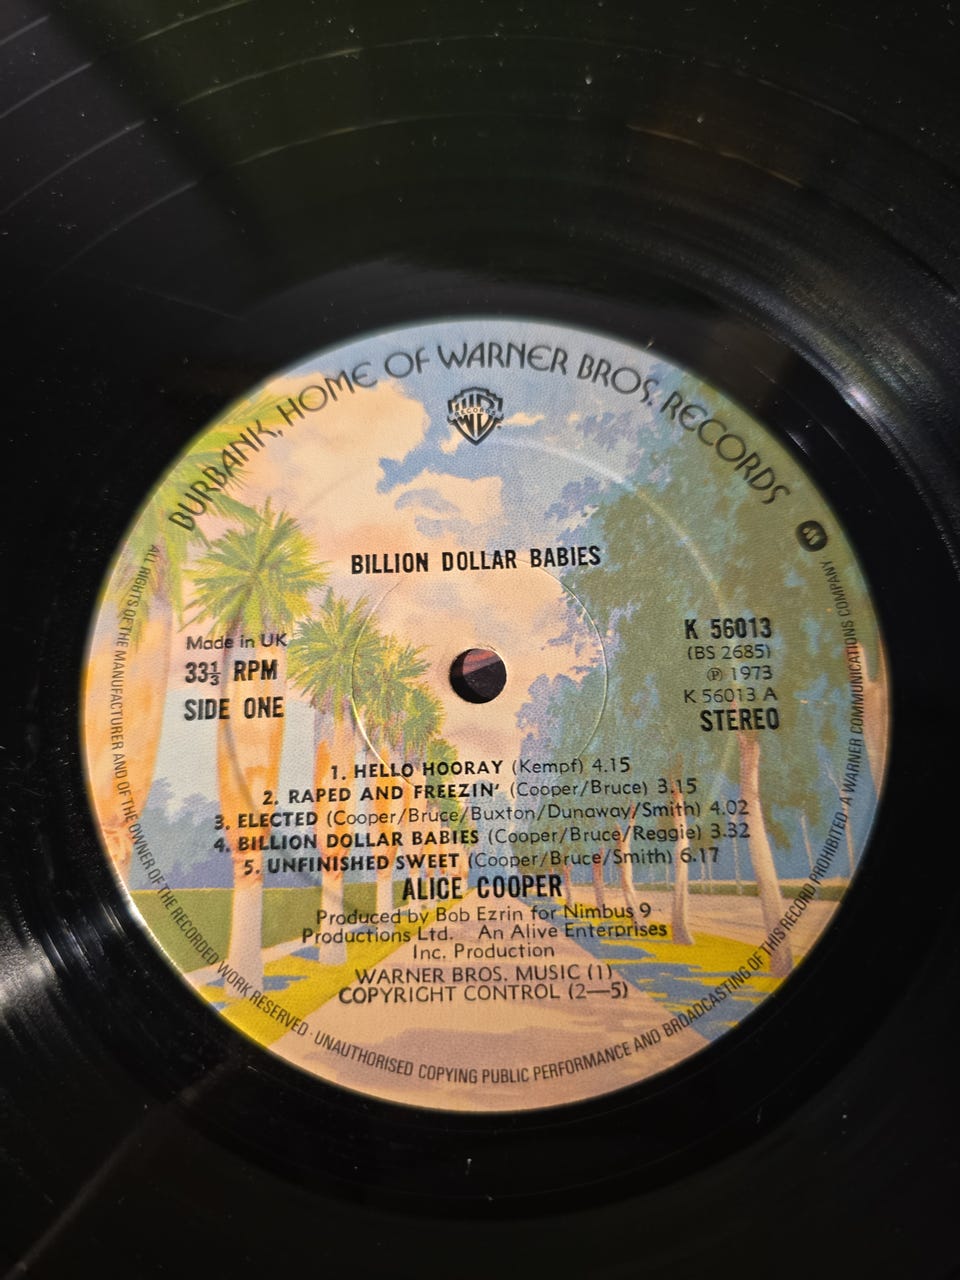 BURBANK, HOME OF WARNER BROS. RECORDS
WB
RECORDS
BILLION DOLLAR BABIES
Made in UK
33⅓ RPM
SIDE ONE
K 56013
(BS 2685)
Ⓟ 1973
K 56013 A
STEREO
1. HELLO HOORAY (Kempf) 4.15
2. RAPED AND FREEZIN' (Cooper/Bruce) 3.15
3. ELECTED (Cooper/Bruce/Buxton/Dunaway/Smith) 4.02
4. BILLION DOLLAR BABIES (Cooper/Bruce/Reggie) 3.32
5. UNFINISHED SWEET (Cooper/Bruce/Smith) 6.17
ALICE COOPER
Produced by Bob Ezrin for Nimbus 9
Productions Ltd. An Alive Enterprises
Inc. Production
WARNER BROS. MUSIC (1)
COPYRIGHT CONTROL (2—5)
ALL RIGHTS OF THE MANUFACTURER AND OF THE OWNER OF THE RECORDED WORK RESERVED · UNAUTHORISED COPYING PUBLIC PERFORMANCE AND BROADCASTING OF THIS RECORD PROHIBITED A WARNER COMMUNICATIONS COMPANY